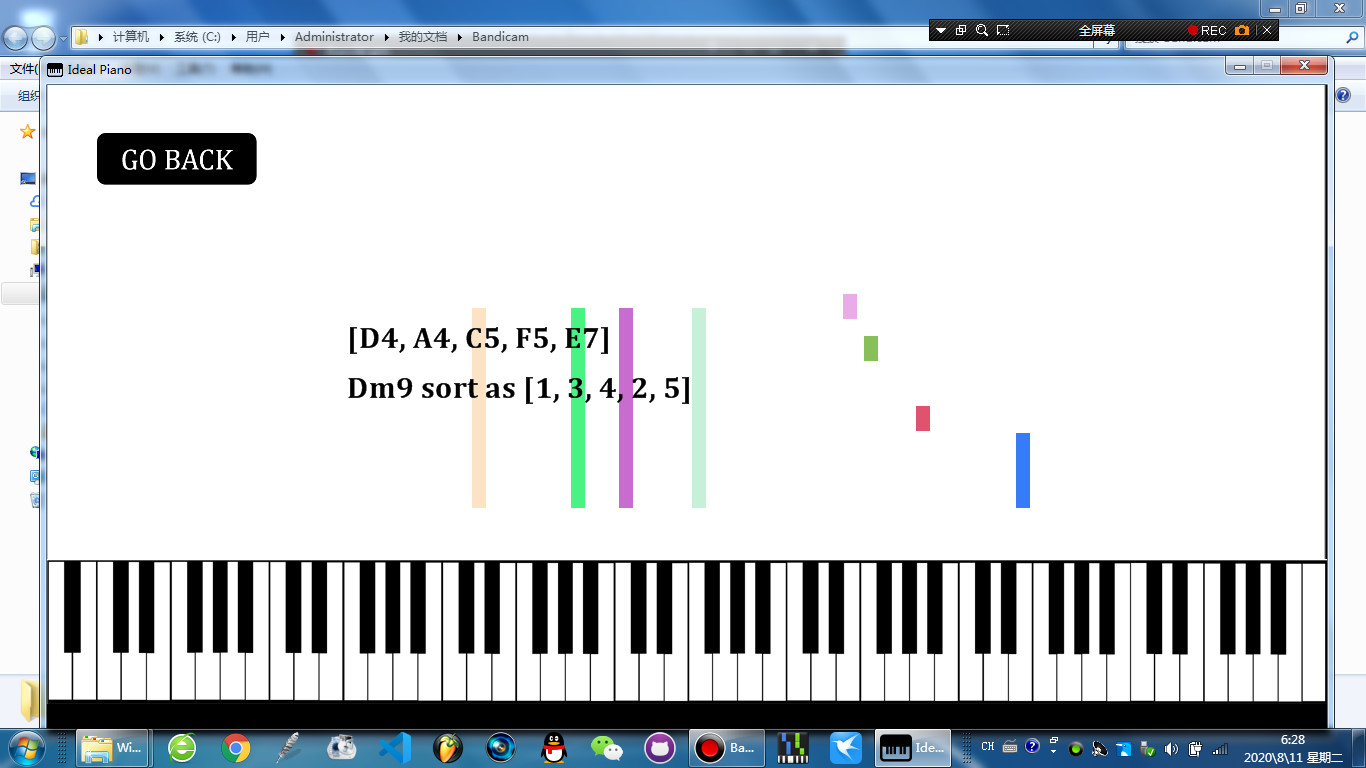 计算机 系统 (C:) 用户 Administrator 我的文档 Bandicam
全屏幕
REC
文件(
Ideal Piano
组织
GO BACK
[D4, A4, C5, F5, E7]
Dm9 sort as [1, 3, 4, 2, 5]
Wi...
Ba...
Ide...
CH
6:28
2020\8\11 星期二